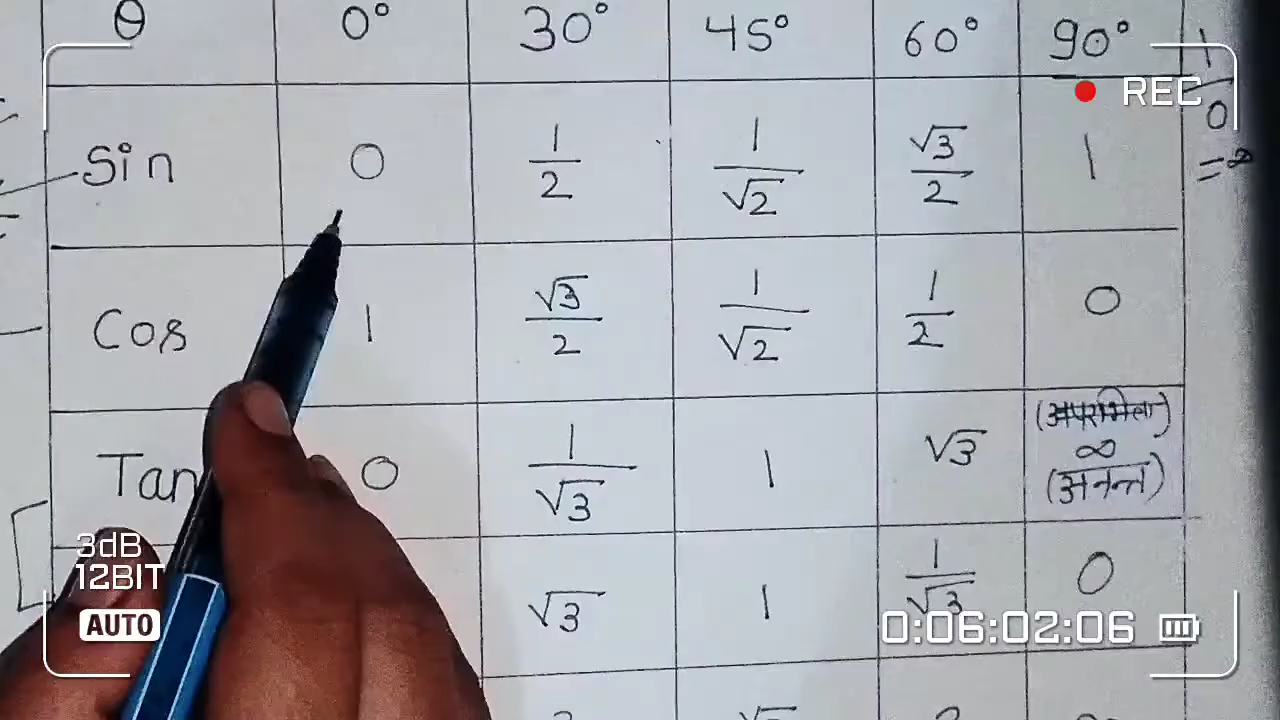 θ 0° 30° 45° 60° 90°
REC
Sin 0 1/2 1/√2 √3/2 1
1/0 = ∞
Cos 1 √3/2 1/√2 1/2 0
Tan 0 1/√3 1 √3 ∞ (अनन्त)
√3 1 1/√3 0
3dB
12BIT
AUTO
0:06:02:06